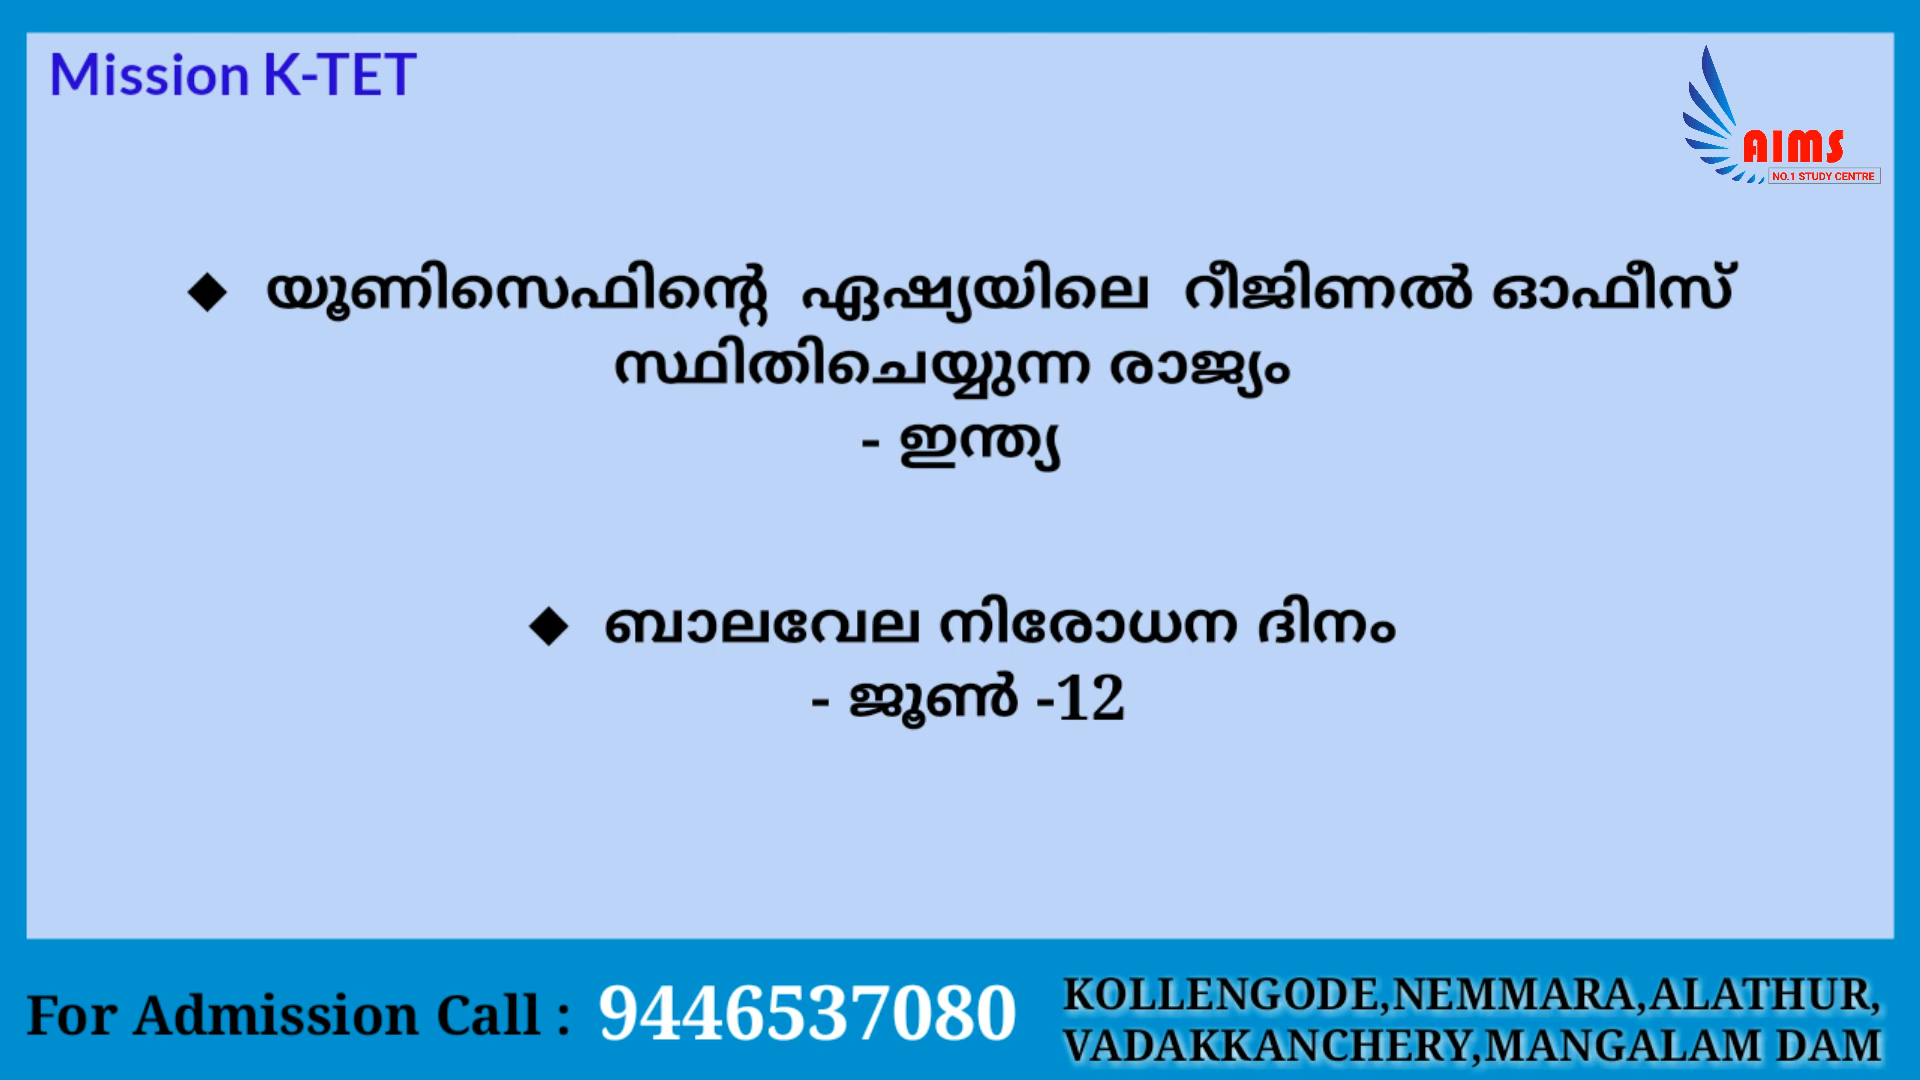 Mission K-TET
AIMS
NO.1 STUDY CENTRE
◆ യൂണിസെഫിന്റെ ഏഷ്യയിലെ റീജിണൽ ഓഫീസ്
സ്ഥിതിചെയ്യുന്ന രാജ്യം
- ഇന്ത്യ
◆ ബാലവേല നിരോധന ദിനം
- ജൂൺ -12
For Admission Call : 9446537080
KOLLENGODE,NEMMARA,ALATHUR,
VADAKKANCHERY,MANGALAM DAM